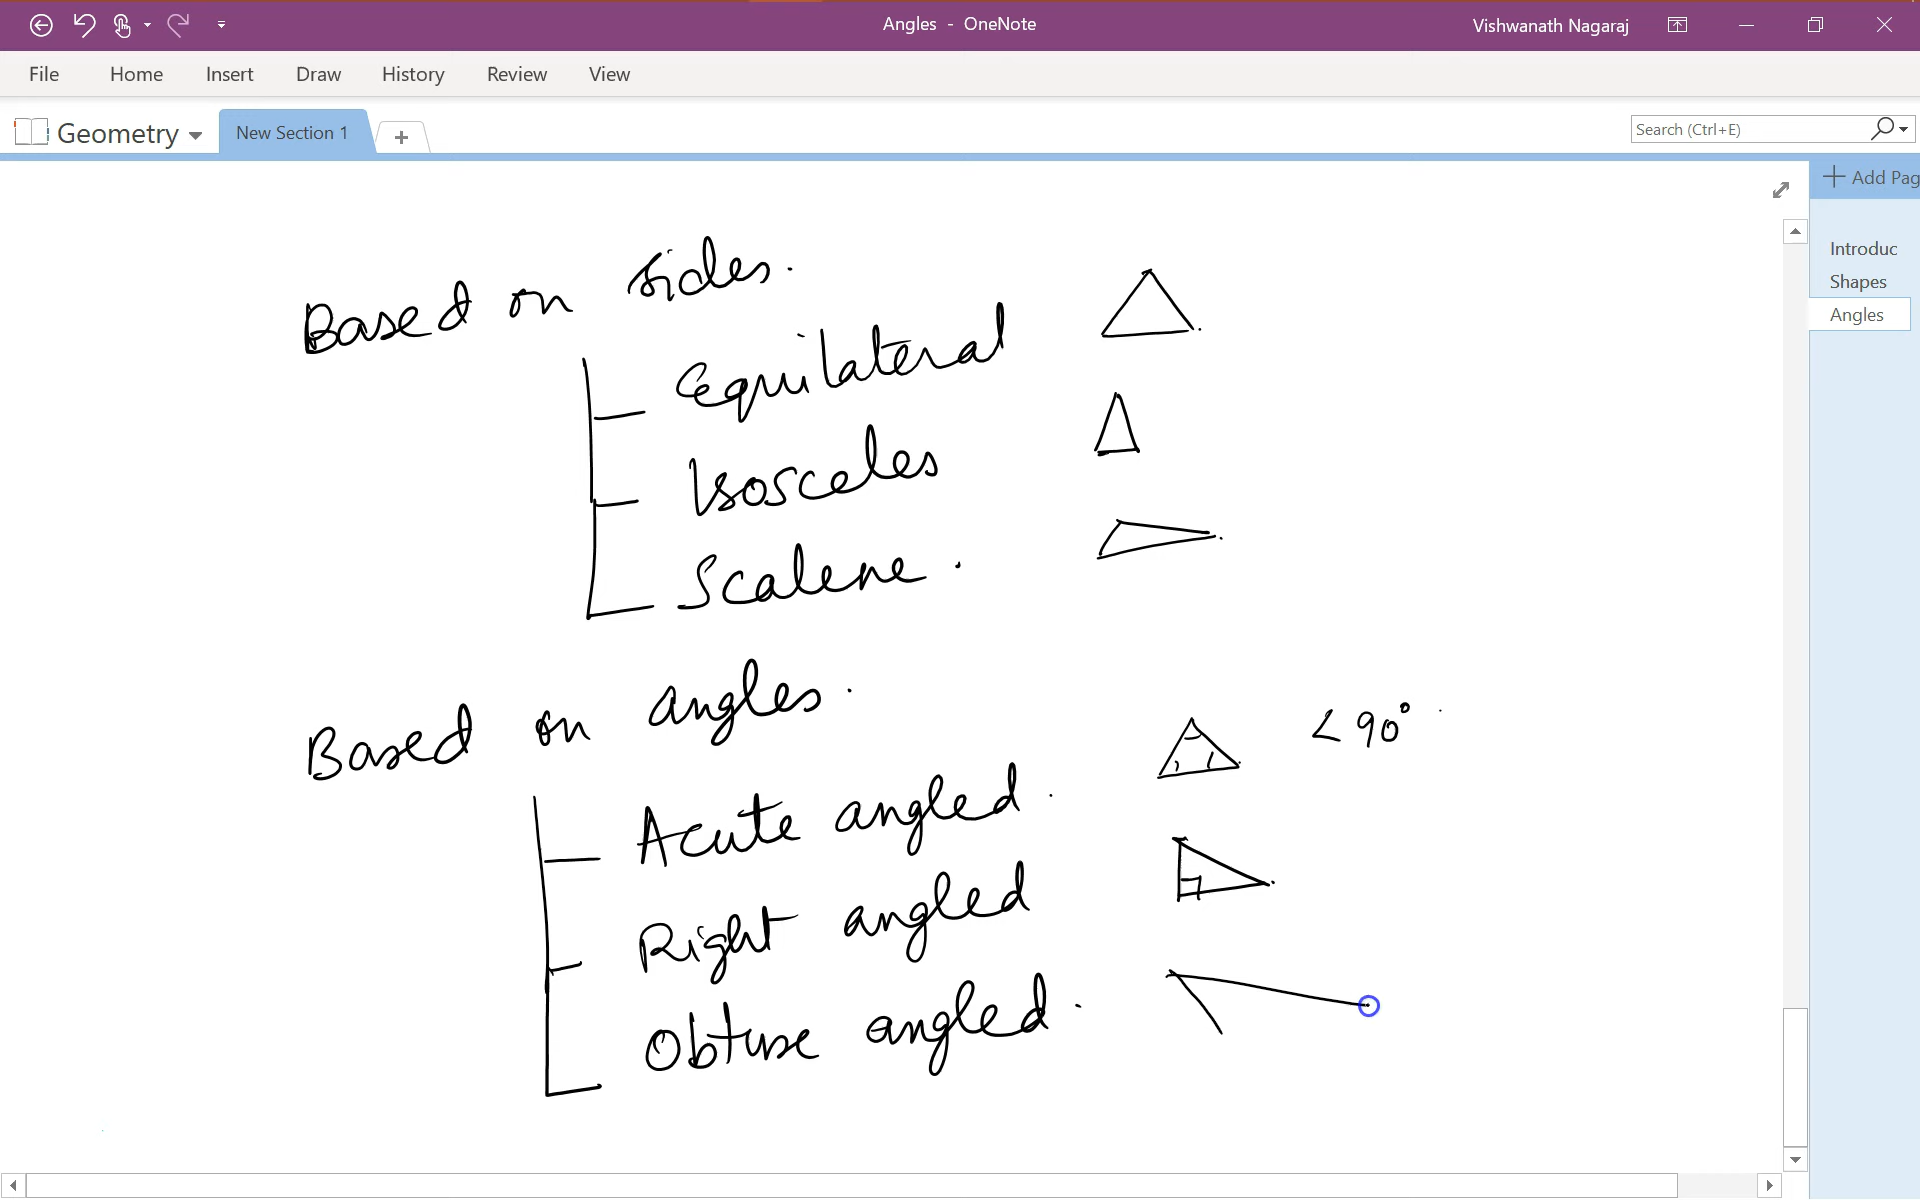 Angles - OneNote
Vishwanath Nagaraj
File Home Insert Draw History Review View
Geometry
New Section 1
+
Search (Ctrl+E)
Add Pag
Introduc
Shapes
Angles
Based on sides.
Equilateral
Isosceles
Scalene.
Based on angles.
< 90°
Acute angled.
Right angled
Obtuse angled.